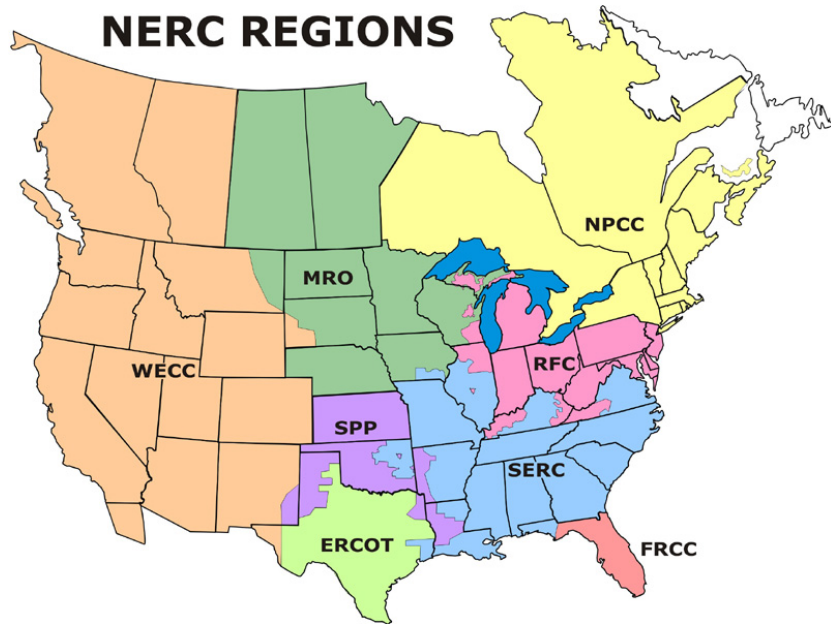 NERC REGIONS
NPCC
MRO
WECC
RFC
SPP
SERC
ERCOT
FRCC